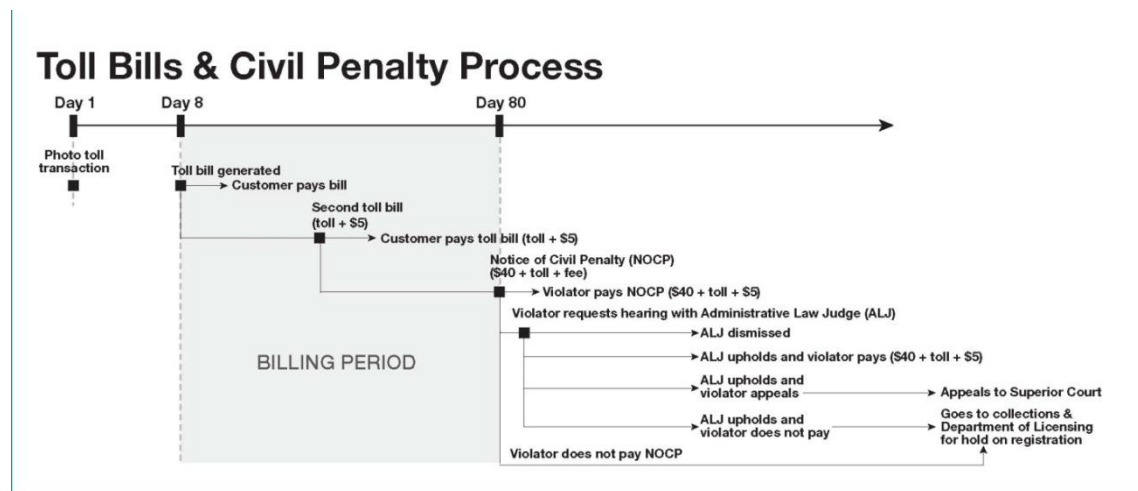 Toll Bills & Civil Penalty Process
Day 1
Day 8
Day 80
Photo toll
transaction
Toll bill generated
Customer pays bill
Second toll bill
(toll + $5)
Customer pays toll bill (toll + $5)
Notice of Civil Penalty (NOCP)
($40 + toll + fee)
Violator pays NOCP ($40 + toll + $5)
Violator requests hearing with Administrative Law Judge (ALJ)
ALJ dismissed
BILLING PERIOD
ALJ upholds and violator pays ($40 + toll + $5)
ALJ upholds and
violator appeals
Appeals to Superior Court
ALJ upholds and
violator does not pay
Goes to collections &
Department of Licensing
for hold on registration
Violator does not pay NOCP